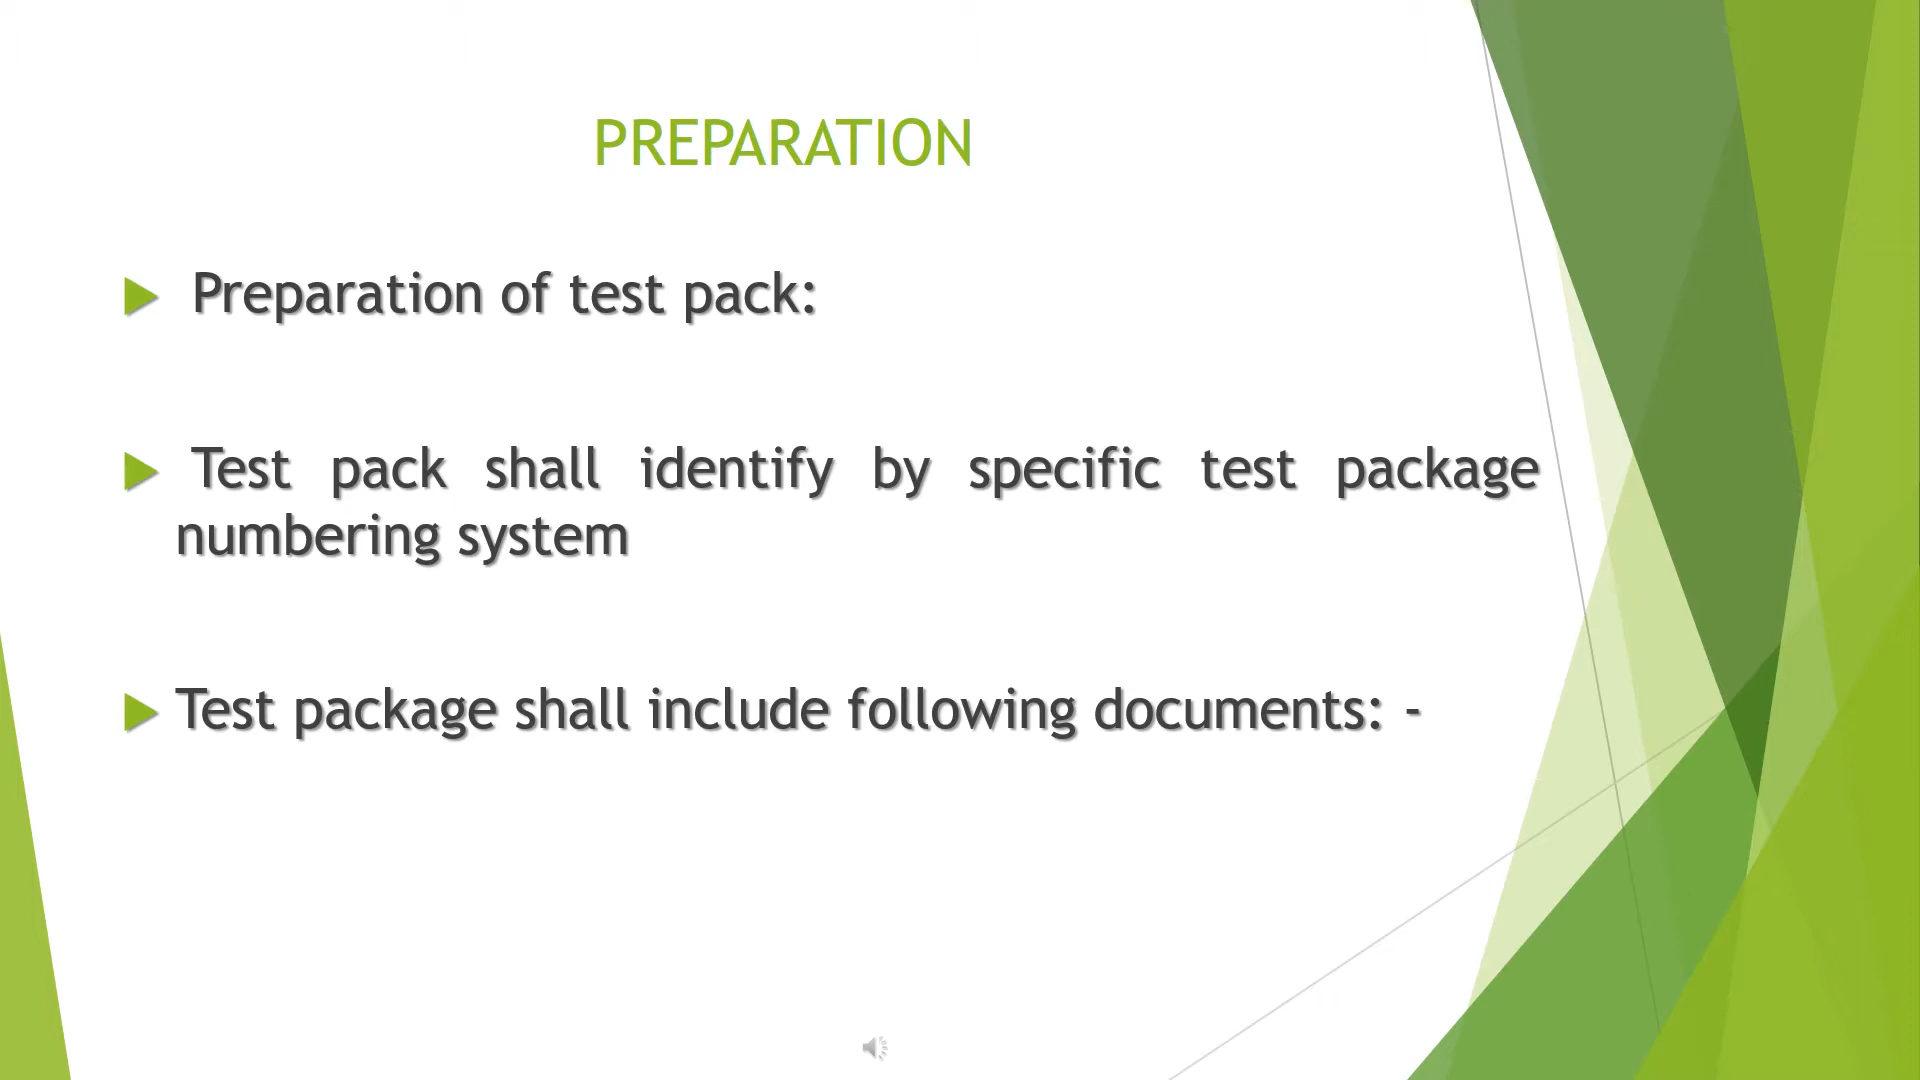 PREPARATION
Preparation of test pack:
Test pack shall identify by specific test package
numbering system
Test package shall include following documents: -